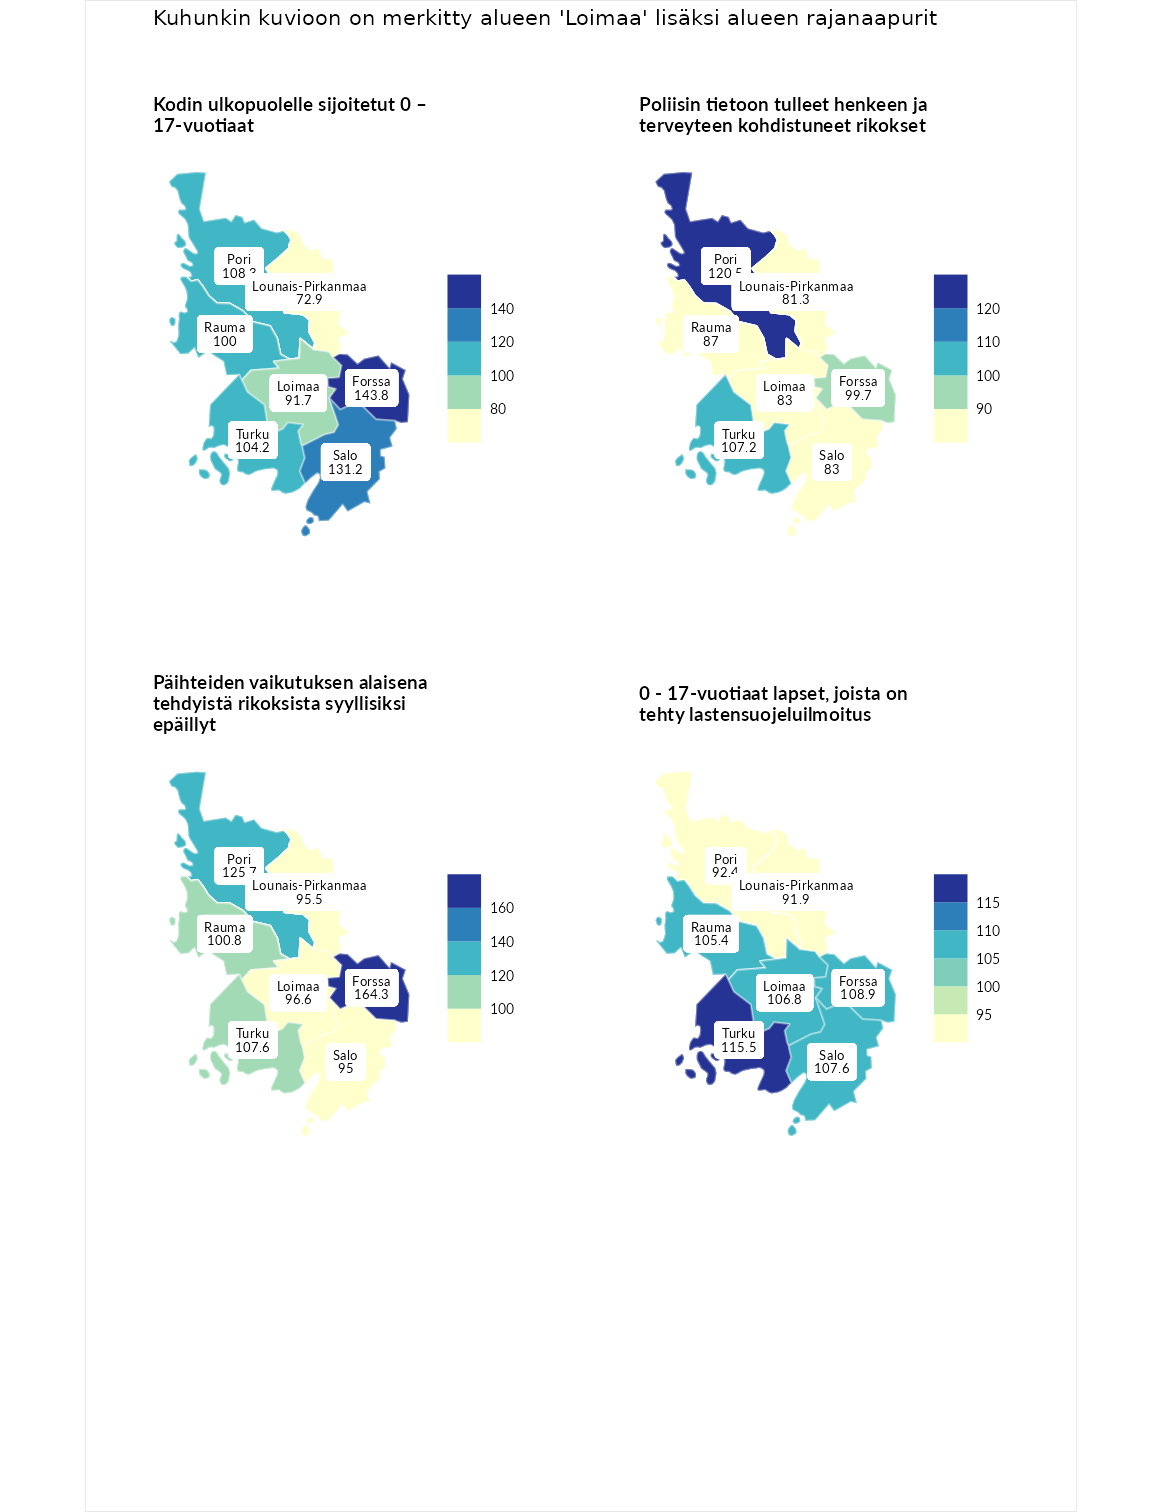 Kuhunkin kuvioon on merkitty alueen 'Loimaa' lisäksi alueen rajanaapurit
Kodin ulkopuolelle sijoitetut 0 –
17-vuotiaat
Pori
Lounais-Pirkanmaa
72.9
Rauma
100
Loimaa
91.7
Forssa
143.8
Turku
104.2
Salo
131.2
140
120
100
80
Poliisin tietoon tulleet henkeen ja
terveyteen kohdistuneet rikokset
Pori
120.5
Lounais-Pirkanmaa
81.3
Rauma
87
Loimaa
83
Forssa
99.7
Turku
107.2
Salo
83
120
110
100
90
Päihteiden vaikutuksen alaisena
tehdyistä rikoksista syyllisiksi
epäillyt
Pori
125.7
Lounais-Pirkanmaa
95.5
Rauma
100.8
Loimaa
96.6
Forssa
164.3
Turku
107.6
Salo
95
160
140
120
100
0 - 17-vuotiaat lapset, joista on
tehty lastensuojeluilmoitus
Pori
92.4
Lounais-Pirkanmaa
91.9
Rauma
105.4
Loimaa
106.8
Forssa
108.9
Turku
115.5
Salo
107.6
115
110
105
100
95